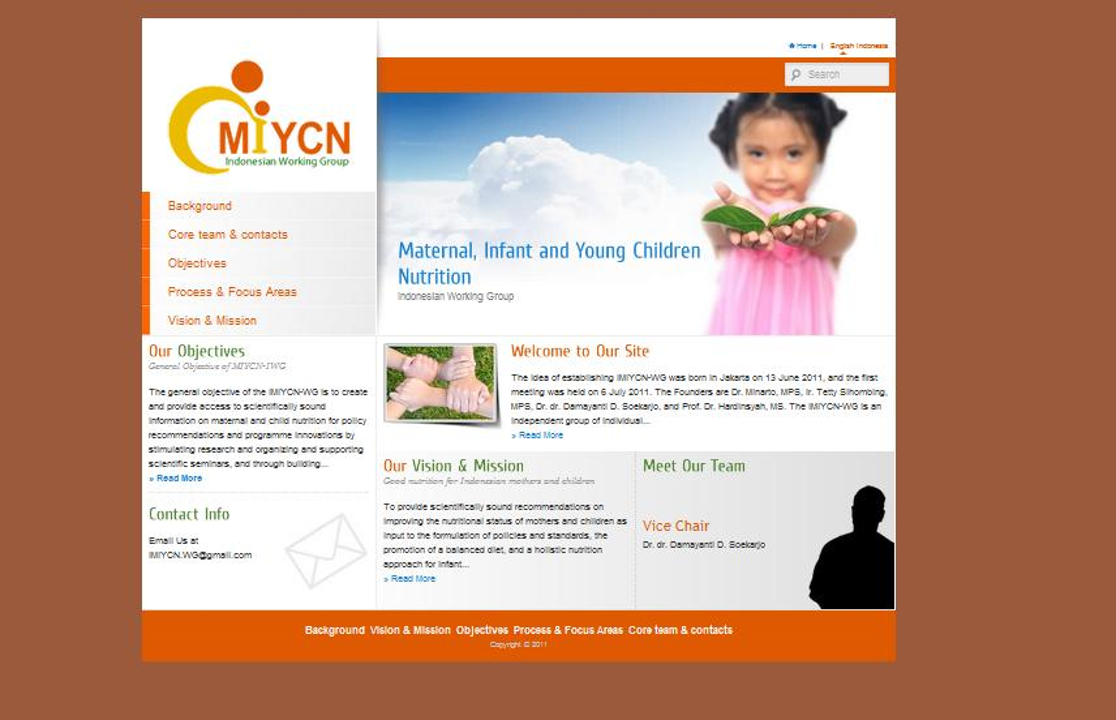 Home | English Indonesia
Search
MIYCN
Indonesian Working Group
Background
Core team & contacts
Objectives
Process & Focus Areas
Vision & Mission
Maternal, Infant and Young Children
Nutrition
Indonesian Working Group
Our Objectives
General Objective of MIYCN-IWG
The general objective of the IMIYCN-WG is to create
and provide access to scientifically sound
information on maternal and child nutrition for policy
recommendations and programme innovations by
stimulating research and organizing and supporting
scientific seminars, and through building...
» Read More
Contact Info
Email Us at
IMIYCN.WG@gmail.com
Welcome to Our Site
The idea of establishing IMIYCN-WG was born in Jakarta on 13 June 2011, and the first
meeting was held on 6 July 2011. The Founders are Dr. Minarto, MPS, Ir. Tetty Sihombing,
MPS, Dr. dr. Damayanti D. Soekarjo, and Prof. Dr. Hardinsyah, MS. The IMIYCN-WG is an
independent group of individual...
» Read More
Our Vision & Mission
Good nutrition for Indonesian mothers and children
To provide scientifically sound recommendations on
improving the nutritional status of mothers and children as
input to the formulation of policies and standards, the
promotion of a balanced diet, and a holistic nutrition
approach for infant...
» Read More
Meet Our Team
Vice Chair
Dr. dr. Damayanti D. Soekarjo
Background Vision & Mission Objectives Process & Focus Areas Core team & contacts
Copyright © 2011